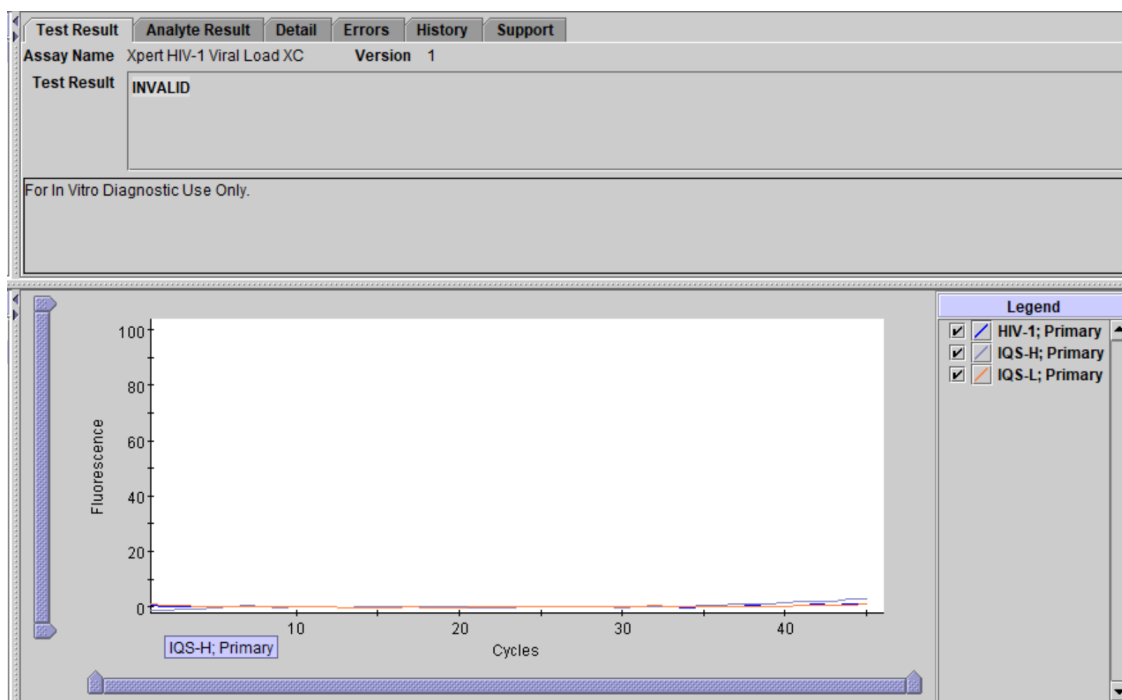 Test Result Analyte Result Detail Errors History Support
Assay Name Xpert HIV-1 Viral Load XC Version 1
Test Result INVALID
For In Vitro Diagnostic Use Only.
Legend
HIV-1; Primary
IQS-H; Primary
IQS-L; Primary
100
80
60
40
20
0
Fluorescence
10 20 30 40
IQS-H; Primary
Cycles